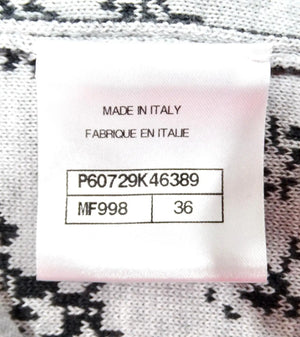 MADE IN ITALY
FABRIQUE EN ITALIE
P60729K46389
MF998 36